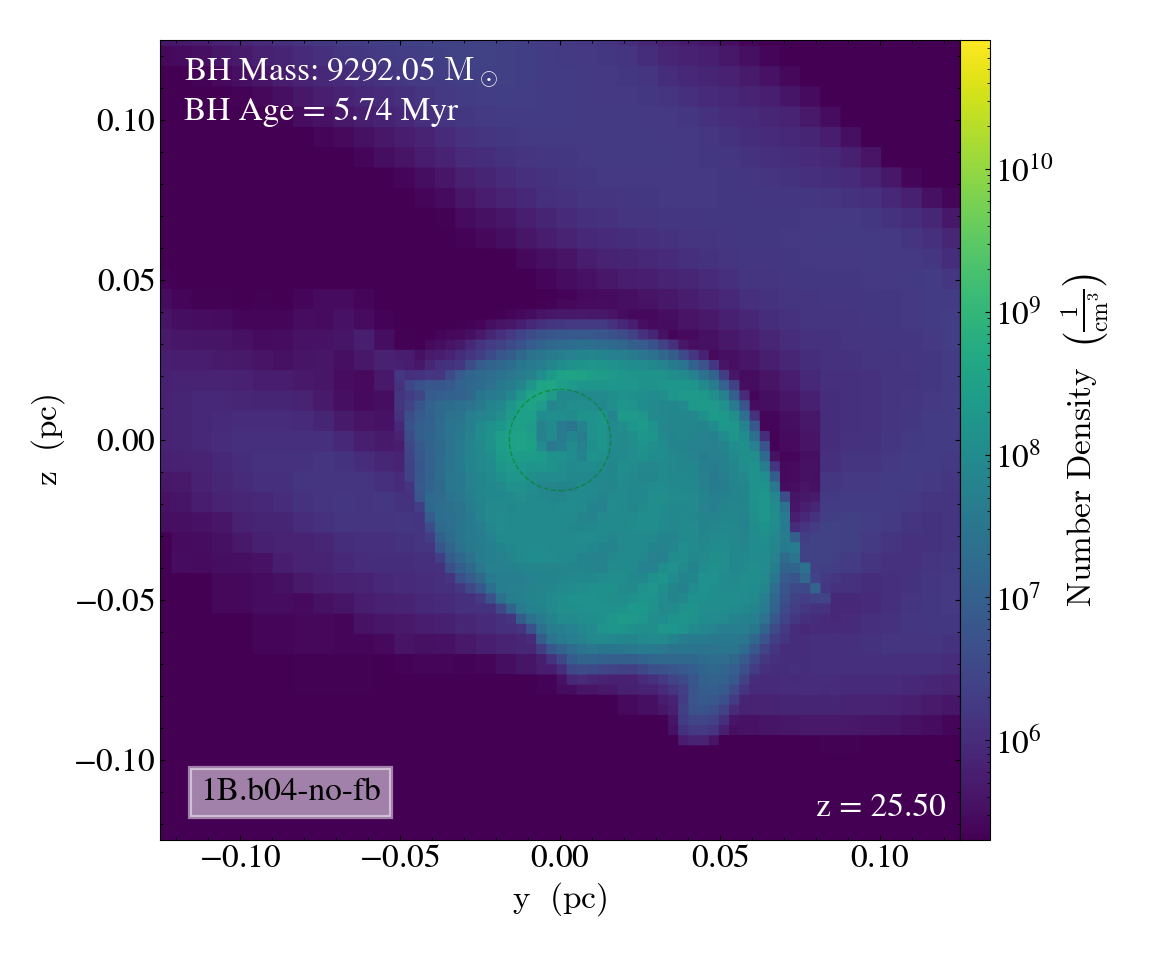 BH Mass: 9292.05 M⊙
BH Age = 5.74 Myr
0.10
0.05
0.00
−0.05
−0.10
z (pc)
1B.b04-no-fb
z = 25.50
−0.10 −0.05 0.00 0.05 0.10
y (pc)
10¹⁰
10⁹
10⁸
10⁷
10⁶
Number Density (1/cm³)